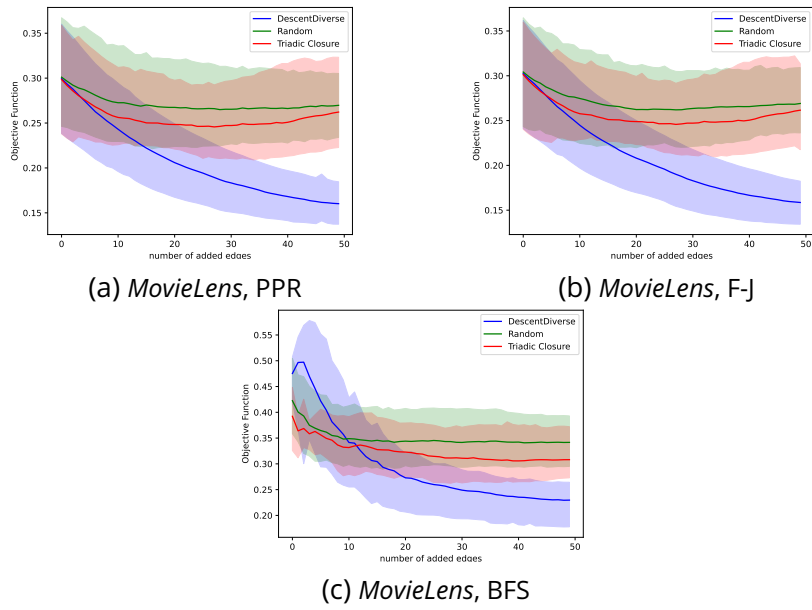 DescentDiverse
Random
Triadic Closure
Objective Function
0.35
0.30
0.25
0.20
0.15
0 10 20 30 40 50
number of added edges
(a) MovieLens, PPR
DescentDiverse
Random
Triadic Closure
Objective Function
0.35
0.30
0.25
0.20
0.15
0 10 20 30 40 50
number of added edges
(b) MovieLens, F-J
DescentDiverse
Random
Triadic Closure
Objective Function
0.55
0.50
0.45
0.40
0.35
0.30
0.25
0.20
0 10 20 30 40 50
number of added edges
(c) MovieLens, BFS